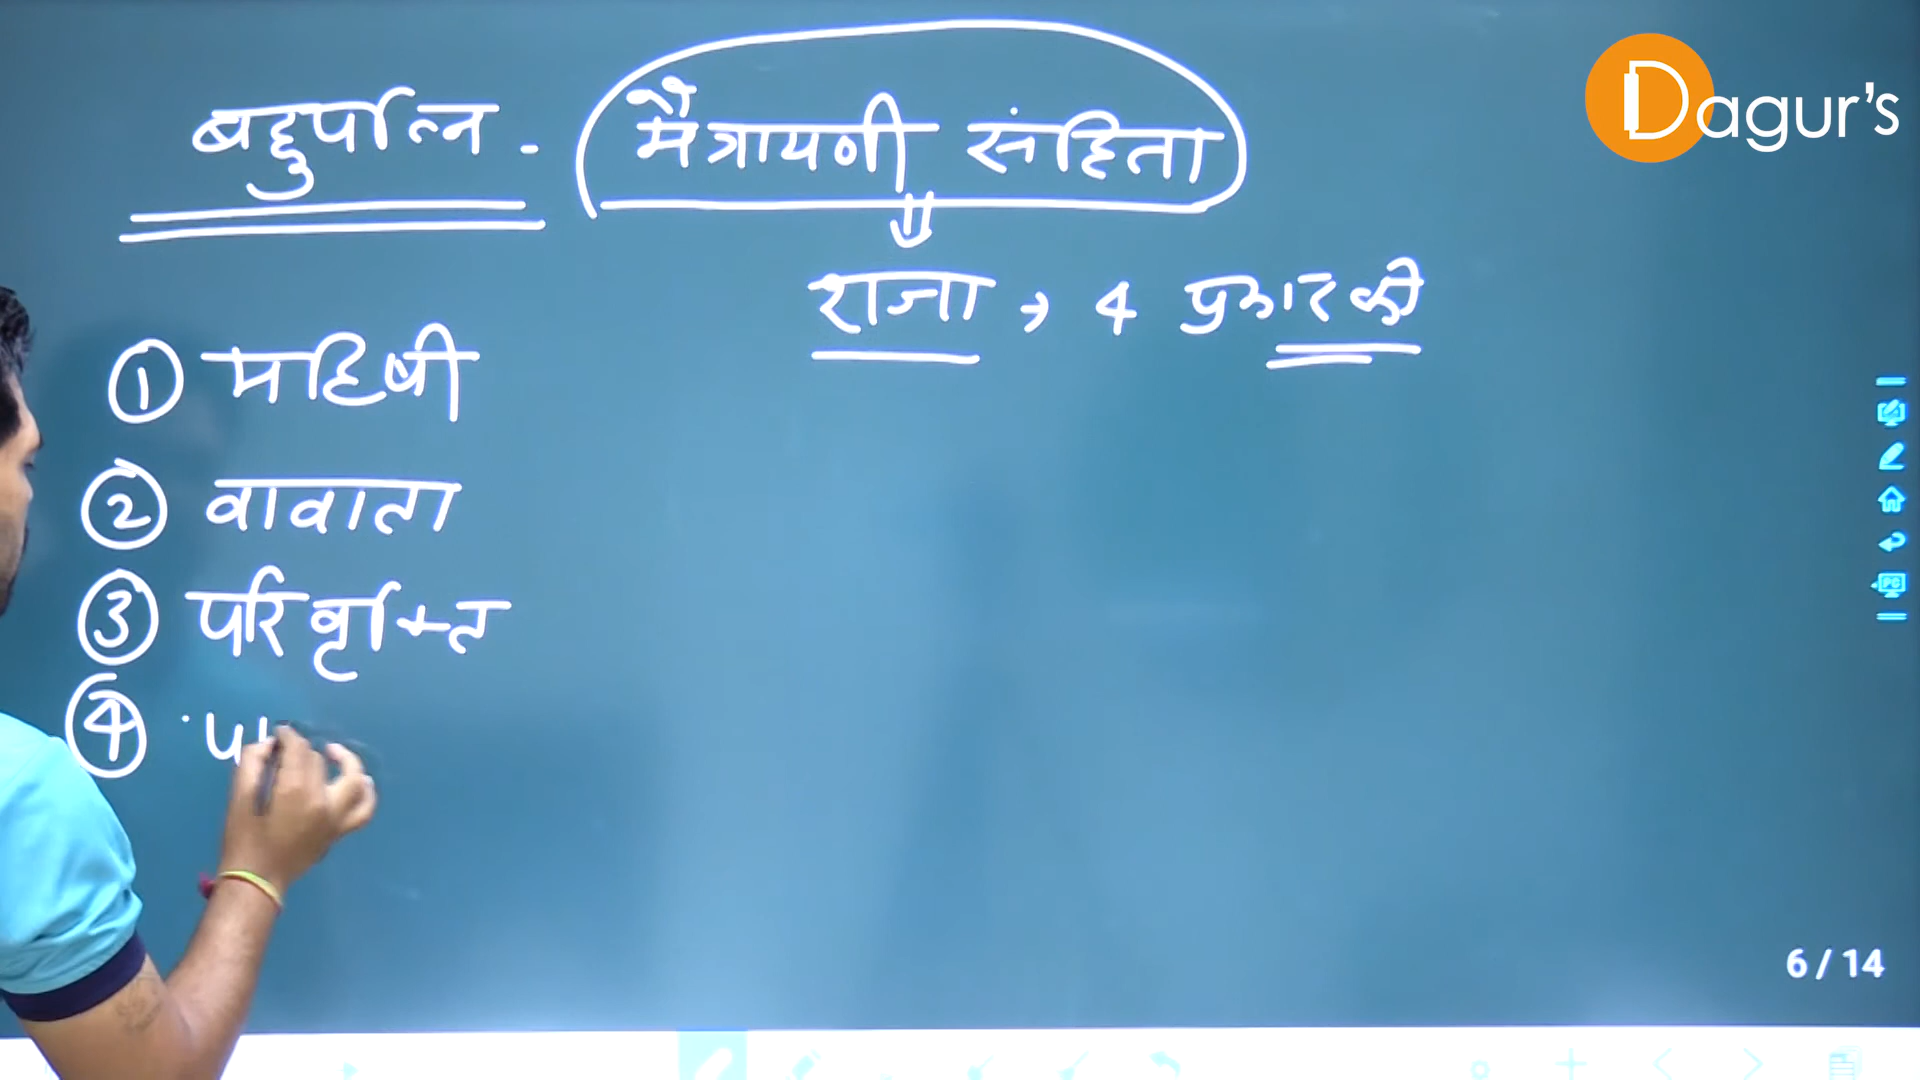 Dagur's
बहुपत्नि - मैत्रायणी संहिता
राजा → 4 प्रकार की
① महिषी
② वावाता
③ परिवृक्ति
④ पा
6 / 14